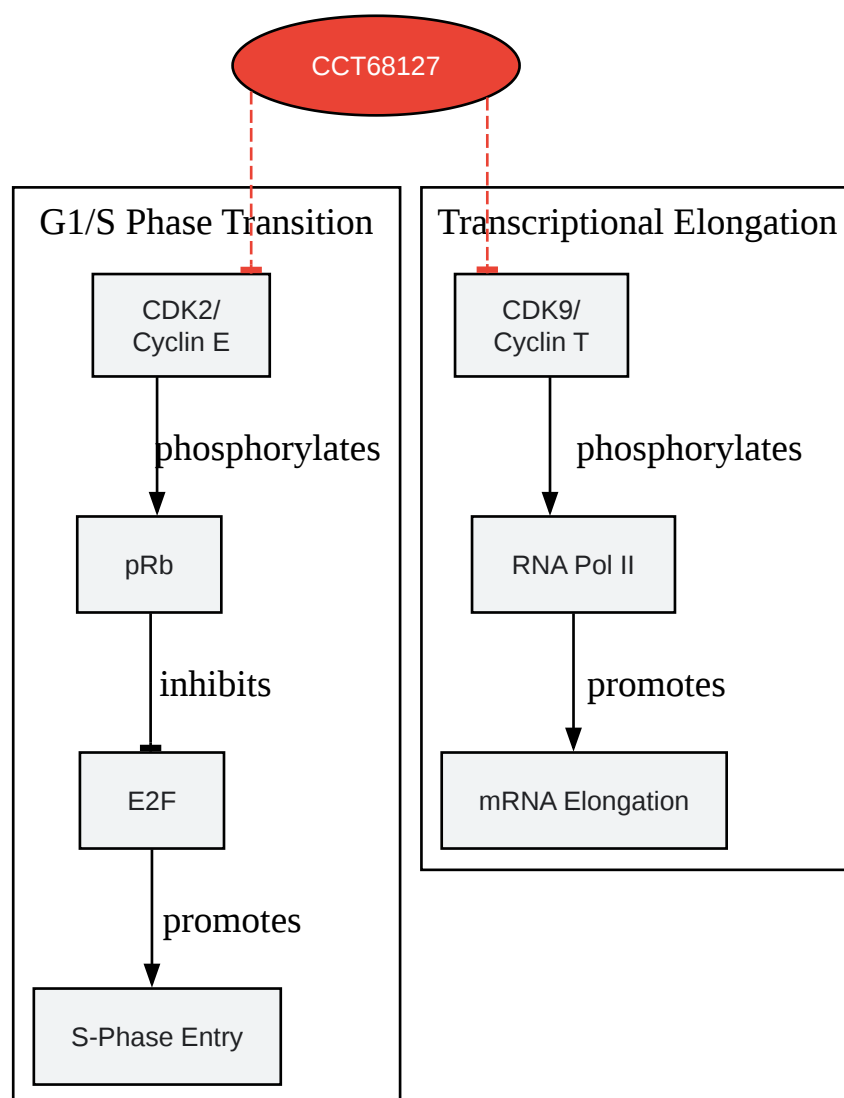 CCT68127
G1/S Phase Transition
CDK2/
Cyclin E
phosphorylates
pRb
inhibits
E2F
promotes
S-Phase Entry
Transcriptional Elongation
CDK9/
Cyclin T
phosphorylates
RNA Pol II
promotes
mRNA Elongation